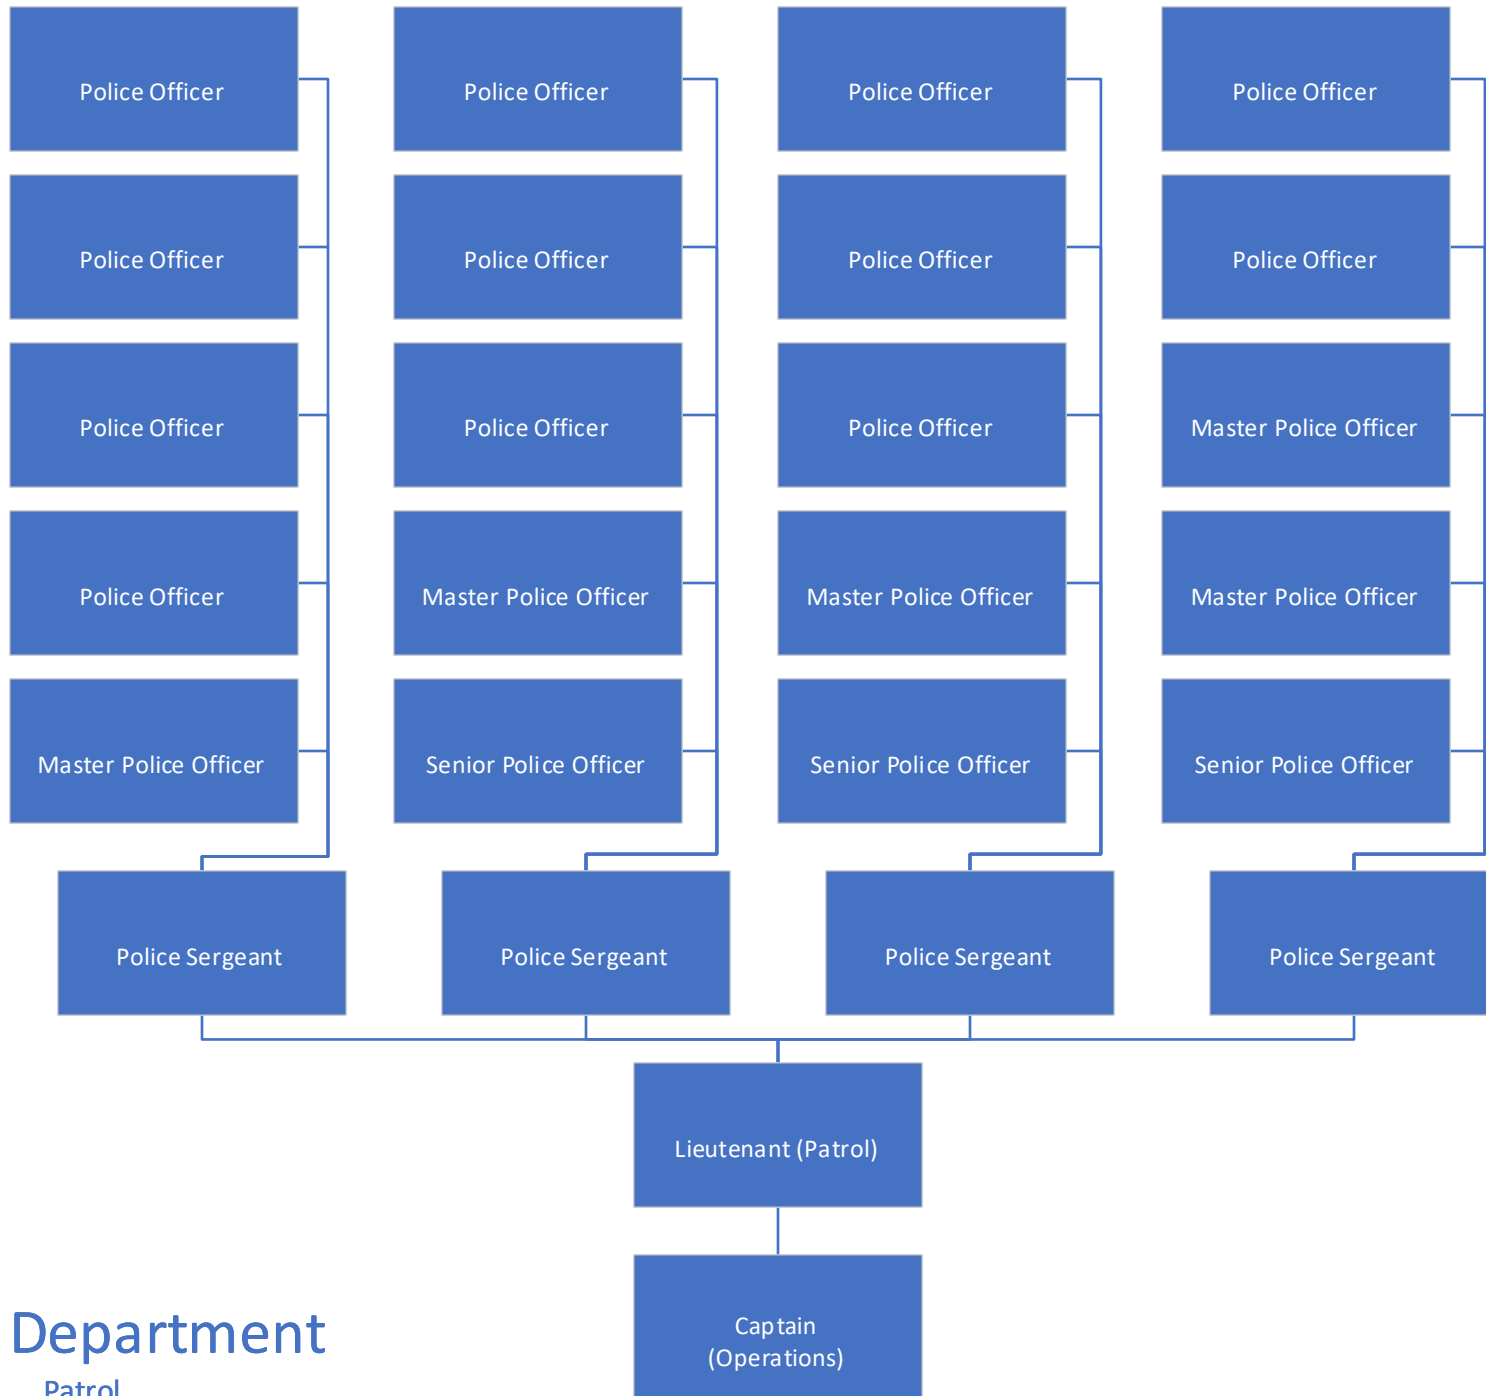 Police Officer
Police Officer
Police Officer
Police Officer
Police Officer
Police Officer
Police Officer
Police Officer
Police Officer
Police Officer
Police Officer
Master Police Officer
Police Officer
Master Police Officer
Master Police Officer
Master Police Officer
Master Police Officer
Senior Police Officer
Senior Police Officer
Senior Police Officer
Police Sergeant
Police Sergeant
Police Sergeant
Police Sergeant
Lieutenant (Patrol)
Captain
(Operations)
Department
Patrol